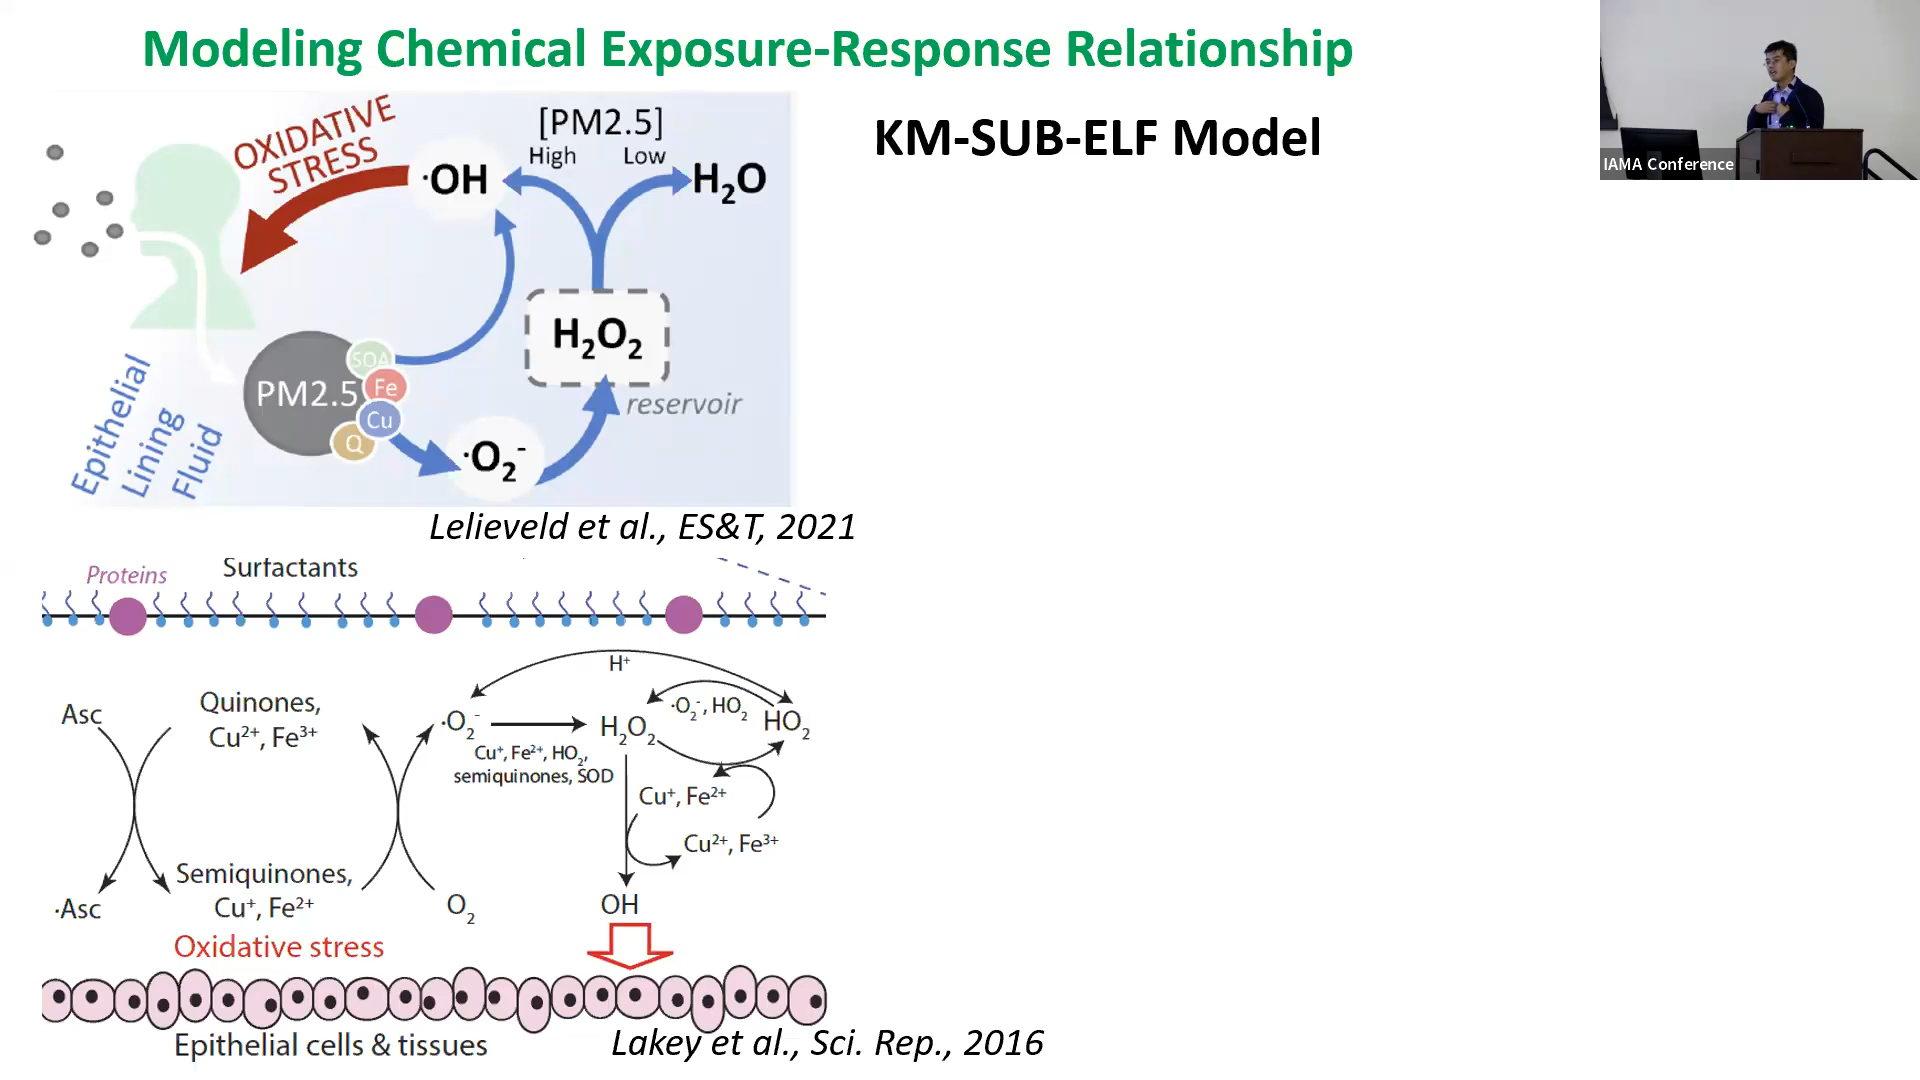 Modeling Chemical Exposure-Response Relationship
KM-SUB-ELF Model
IAMA Conference
OXIDATIVE
STRESS
[PM2.5]
High
Low
·OH
H₂O
H₂O₂
reservoir
PM2.5
SOA
Fe
Cu
Q
·O₂⁻
Epithelial
Lining
Fluid
Lelieveld et al., ES&T, 2021
Proteins
Surfactants
H⁺
Asc
Quinones,
Cu²⁺, Fe³⁺
·O₂⁻
H₂O₂
·O₂⁻, HO₂
HO₂
Cu⁺, Fe²⁺, HO₂,
semiquinones, SOD
Cu⁺, Fe²⁺
Cu²⁺, Fe³⁺
Semiquinones,
Cu⁺, Fe²⁺
·Asc
O₂
OH
Oxidative stress
Epithelial cells & tissues
Lakey et al., Sci. Rep., 2016